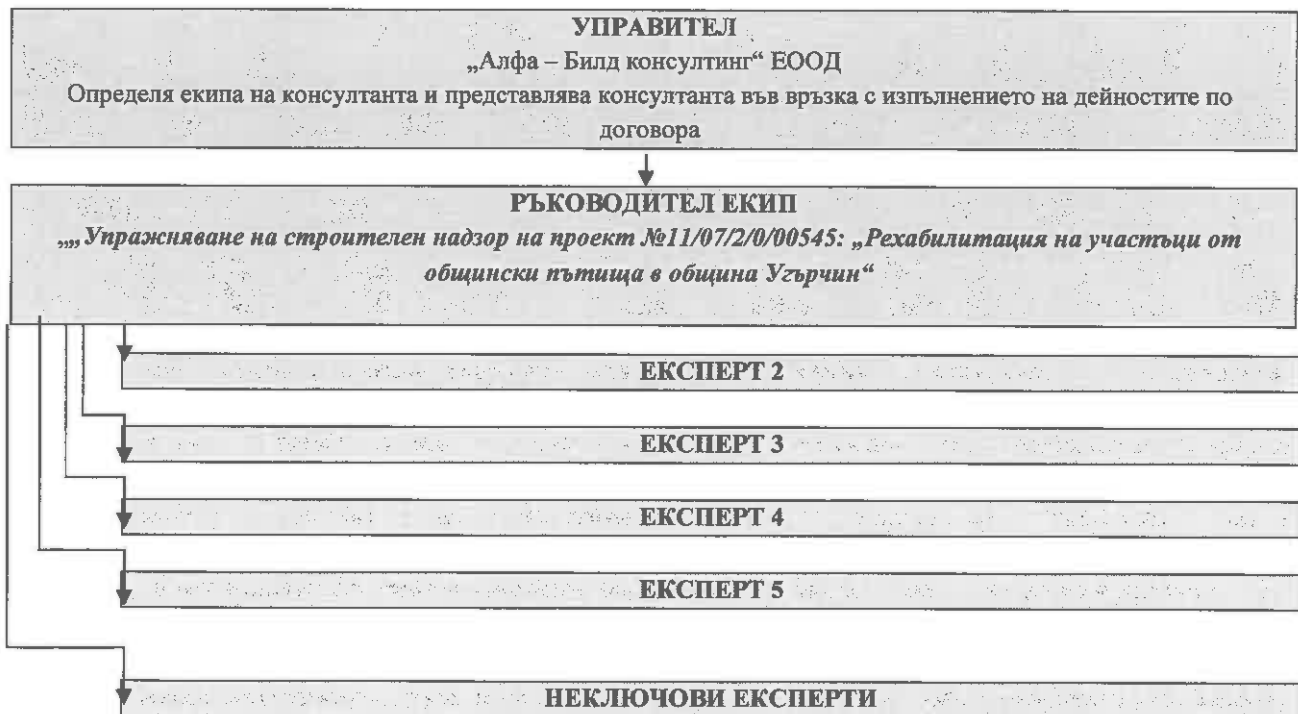 УПРАВИТЕЛ
„Алфа – Билд консултинг“ ЕООД
Определя екипа на консултанта и представлява консултанта във връзка с изпълнението на дейностите по
договора
РЪКОВОДИТЕЛ ЕКИП
„„Упражняване на строителен надзор на проект №11/07/2/0/00545: „Рехабилитация на участъци от
общински пътища в община Угърчин“
ЕКСПЕРТ 2
ЕКСПЕРТ 3
ЕКСПЕРТ 4
ЕКСПЕРТ 5
НЕКЛЮЧОВИ ЕКСПЕРТИ